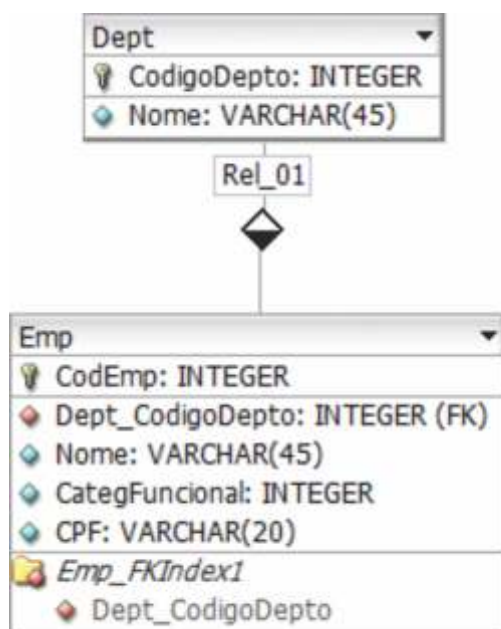 Dept
CodigoDepto: INTEGER
Nome: VARCHAR(45)
Rel_01
Emp
CodEmp: INTEGER
Dept_CodigoDepto: INTEGER (FK)
Nome: VARCHAR(45)
CategFuncional: INTEGER
CPF: VARCHAR(20)
Emp_FKIndex1
Dept_CodigoDepto